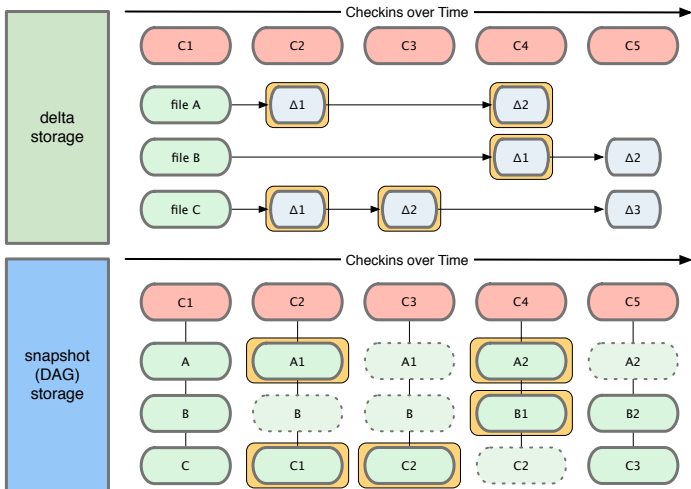 Checkins over Time
C1 C2 C3 C4 C5
delta
storage
file A Δ1 Δ2
file B Δ1 Δ2
file C Δ1 Δ2 Δ3
Checkins over Time
C1 C2 C3 C4 C5
snapshot
(DAG)
storage
A A1 A1 A2 A2
B B B B1 B2
C C1 C2 C2 C3